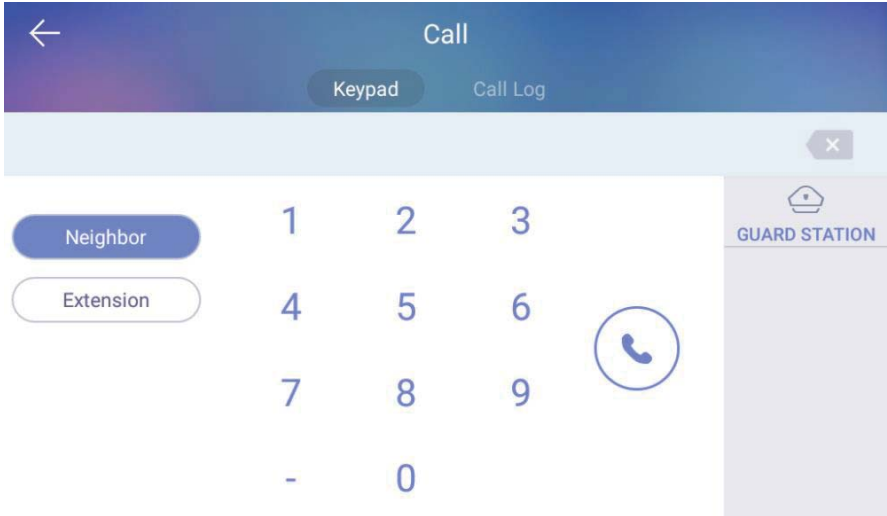 Call
Keypad Call Log
GUARD STATION
Neighbor
Extension
1 2 3
4 5 6
7 8 9
- 0